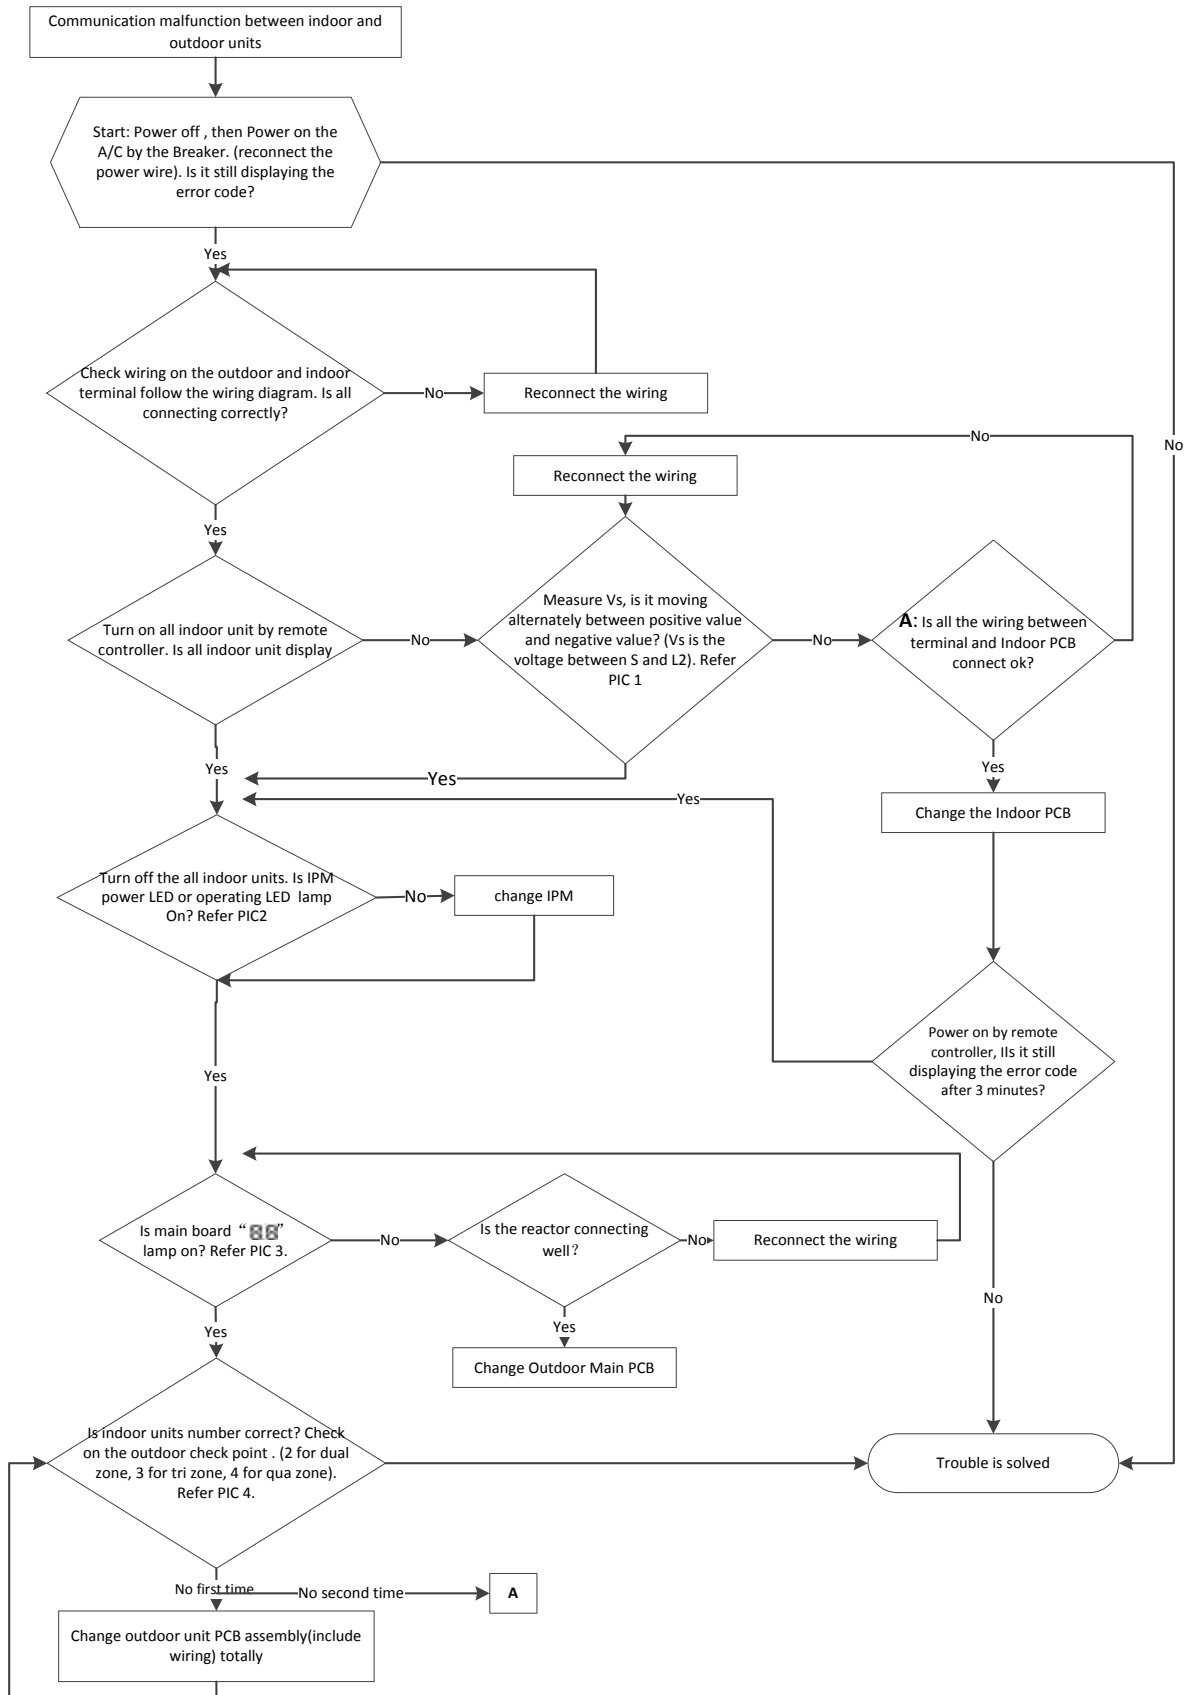 Communication malfunction between indoor and
outdoor units
Start: Power off , then Power on the
A/C by the Breaker. (reconnect the
power wire). Is it still displaying the
error code?
Yes
Check wiring on the outdoor and indoor
terminal follow the wiring diagram. Is all
connecting correctly?
No
Reconnect the wiring
No
No
Reconnect the wiring
Yes
Turn on all indoor unit by remote
controller. Is all indoor unit display
No
Measure Vs, is it moving
alternately between positive value
and negative value? (Vs is the
voltage between S and L2). Refer
PIC 1
No
A: Is all the wiring between
terminal and Indoor PCB
connect ok?
Yes
Yes
Yes
Yes
Change the Indoor PCB
Turn off the all indoor units. Is IPM
power LED or operating LED lamp
On? Refer PIC2
No
change IPM
Power on by remote
controller, IIs it still
displaying the error code
after 3 minutes?
Yes
Is main board “88”
lamp on? Refer PIC 3.
No
Is the reactor connecting
well？
No
Reconnect the wiring
No
Yes
Yes
Change Outdoor Main PCB
Is indoor units number correct? Check
on the outdoor check point . (2 for dual
zone, 3 for tri zone, 4 for qua zone).
Refer PIC 4.
Trouble is solved
No first time
No second time
A
Change outdoor unit PCB assembly(include
wiring) totally